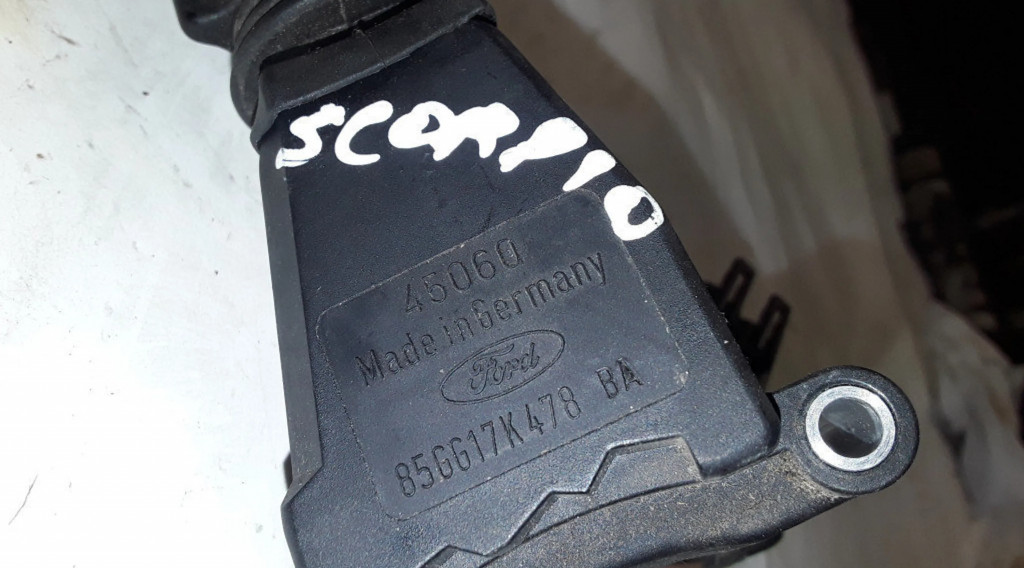 SCORPIO
45060
Made in Germany
Ford
85GG17K478 BA